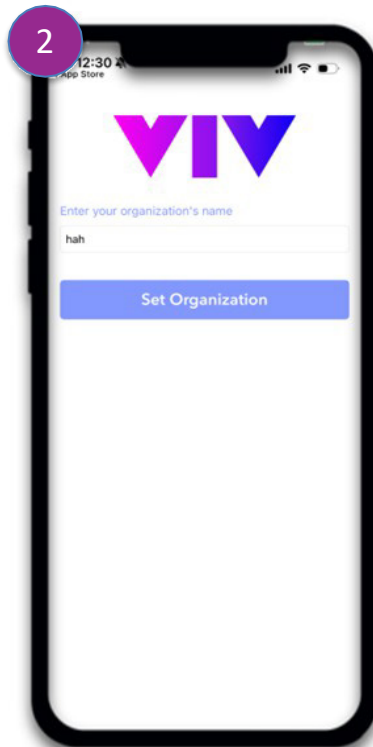 2
12:30
App Store
VIV
Enter your organization's name
hah
Set Organization